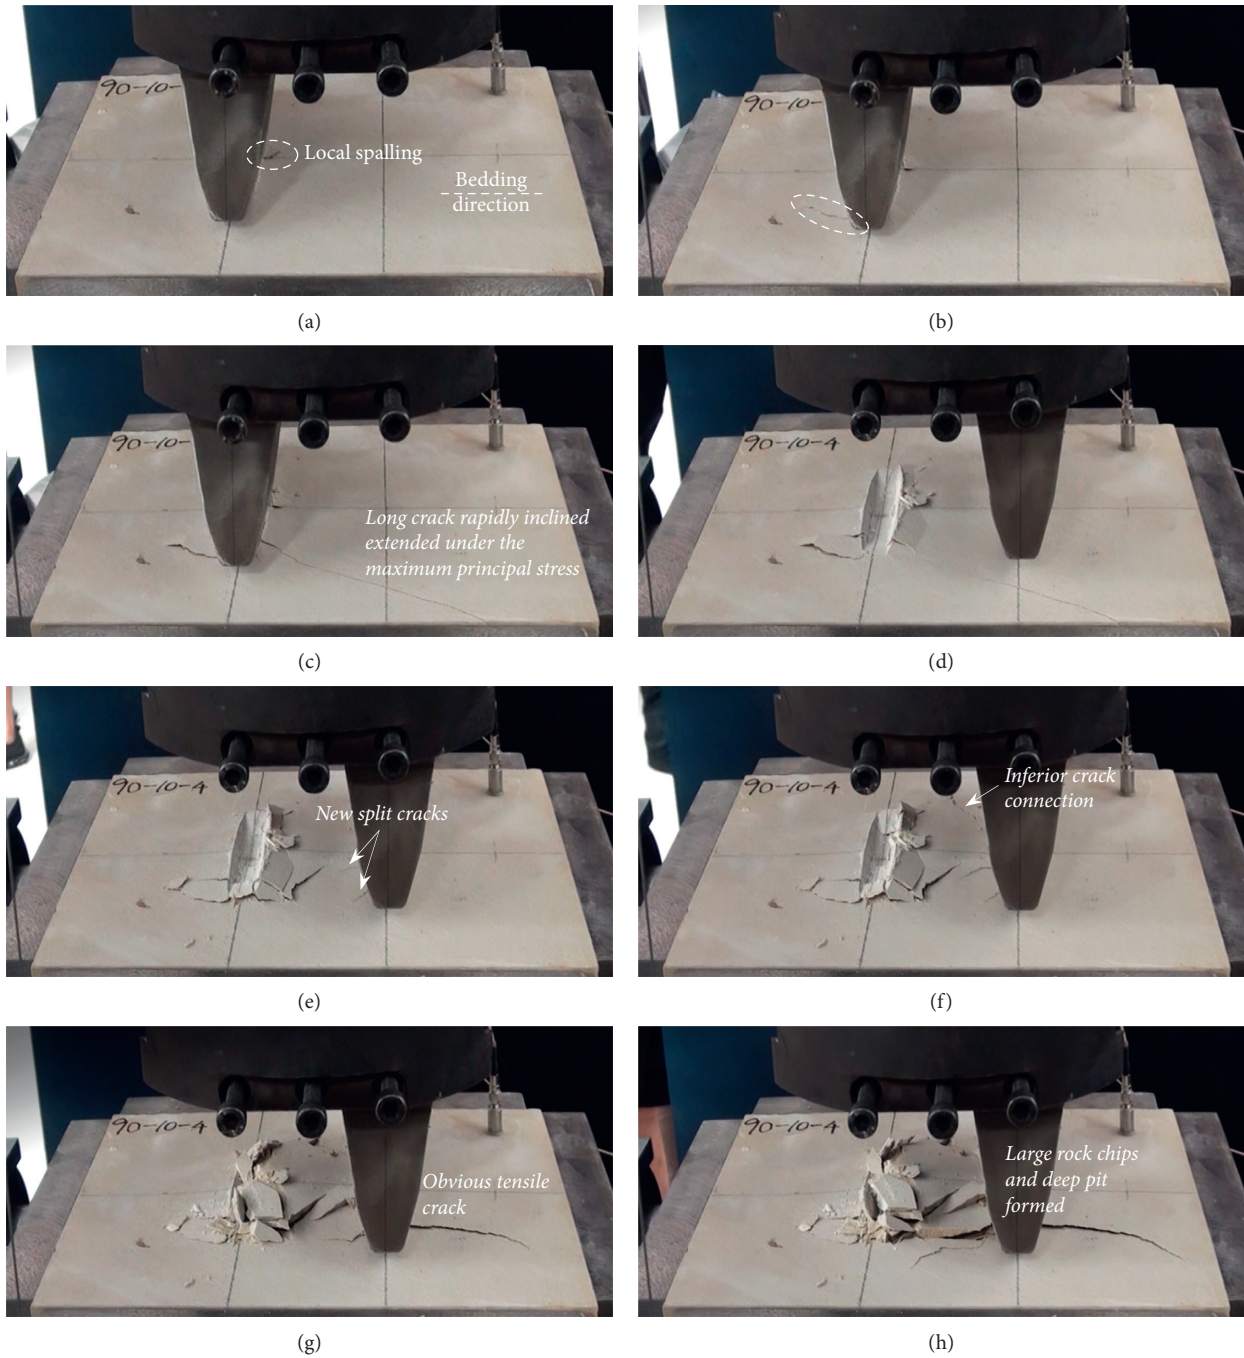 90-10-
Local spalling
Bedding
direction
(a)
90-10-
(b)
90-10-
Long crack rapidly inclined
extended under the
maximum principal stress
(c)
90-10-4
(d)
90-10-4
New split cracks
(e)
90-10-4
Inferior crack
connection
(f)
90-10-4
Obvious tensile
crack
(g)
90-10-4
Large rock chips
and deep pit
formed
(h)